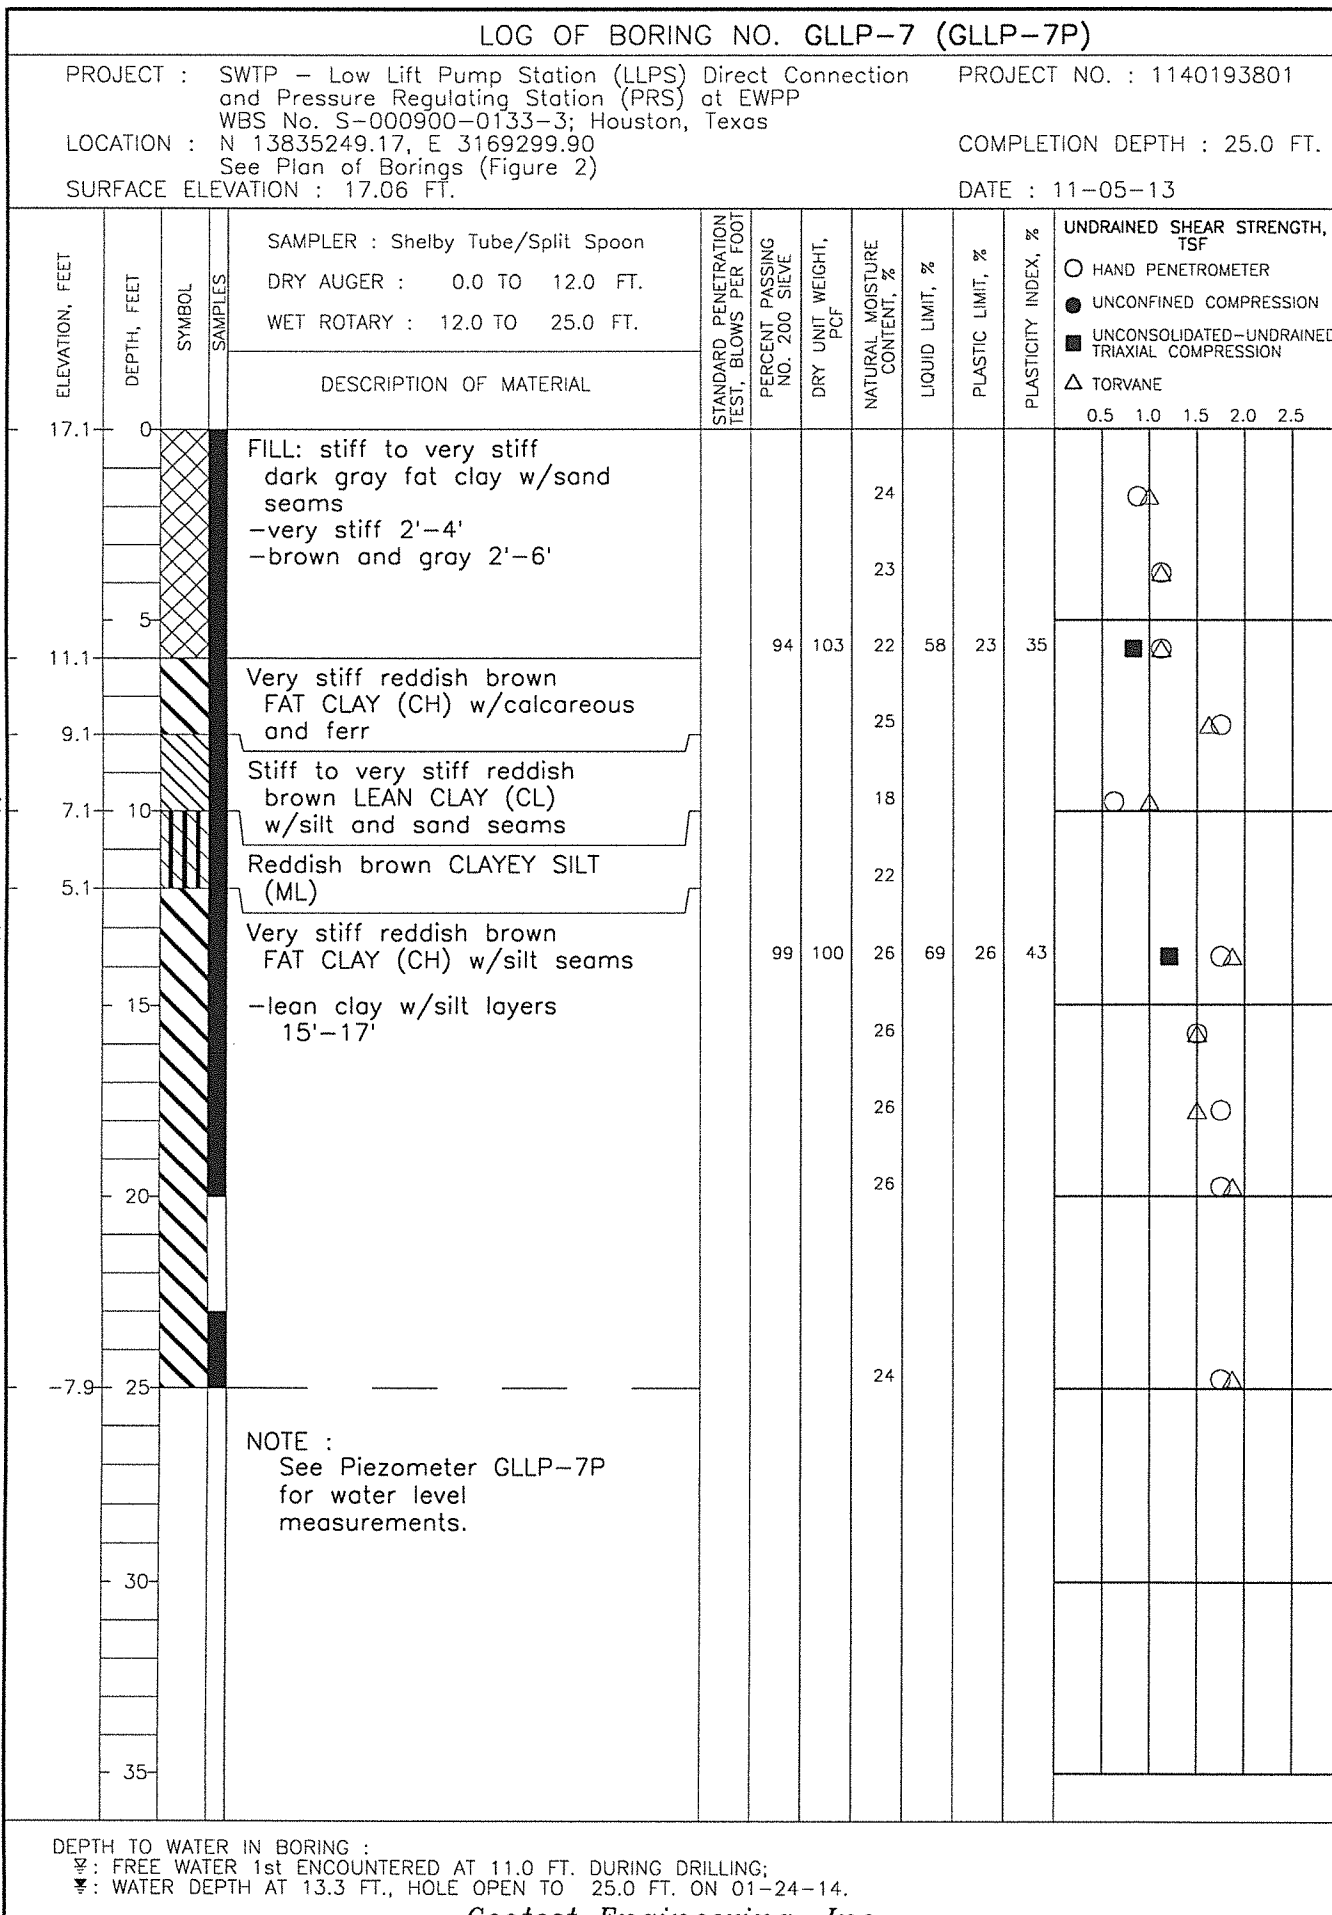 LOG OF BORING NO. GLLP-7 (GLLP-7P)
PROJECT : SWTP - Low Lift Pump Station (LLPS) Direct Connection
and Pressure Regulating Station (PRS) at EWPP
WBS No. S-000900-0133-3; Houston, Texas
PROJECT NO. : 1140193801
LOCATION : N 13835249.17, E 3169299.90
See Plan of Borings (Figure 2)
COMPLETION DEPTH : 25.0 FT.
SURFACE ELEVATION : 17.06 FT.
DATE : 11-05-13
ELEVATION, FEET
DEPTH, FEET
SYMBOL
SAMPLES
SAMPLER : Shelby Tube/Split Spoon
DRY AUGER : 0.0 TO 12.0 FT.
WET ROTARY : 12.0 TO 25.0 FT.
DESCRIPTION OF MATERIAL
STANDARD PENETRATION
TEST, BLOWS PER FOOT
PERCENT PASSING
NO. 200 SIEVE
DRY UNIT WEIGHT,
PCF
NATURAL MOISTURE
CONTENT, %
LIQUID LIMIT, %
PLASTIC LIMIT, %
PLASTICITY INDEX, %
UNDRAINED SHEAR STRENGTH,
TSF
HAND PENETROMETER
UNCONFINED COMPRESSION
UNCONSOLIDATED-UNDRAINED
TRIAXIAL COMPRESSION
TORVANE
0.5 1.0 1.5 2.0 2.5
17.1 0
FILL: stiff to very stiff
dark gray fat clay w/sand
seams
-very stiff 2'-4'
-brown and gray 2'-6'
24
23
5
94 103 22 58 23 35
11.1
Very stiff reddish brown
FAT CLAY (CH) w/calcareous
and ferr
25
9.1
Stiff to very stiff reddish
brown LEAN CLAY (CL)
w/silt and sand seams
18
7.1 10
Reddish brown CLAYEY SILT
(ML)
22
5.1
Very stiff reddish brown
FAT CLAY (CH) w/silt seams
99 100 26 69 26 43
15
-lean clay w/silt layers
15'-17'
26
26
26
20
24
-7.9 25
NOTE :
See Piezometer GLLP-7P
for water level
measurements.
30
35
DEPTH TO WATER IN BORING :
: FREE WATER 1st ENCOUNTERED AT 11.0 FT. DURING DRILLING;
: WATER DEPTH AT 13.3 FT., HOLE OPEN TO 25.0 FT. ON 01-24-14.